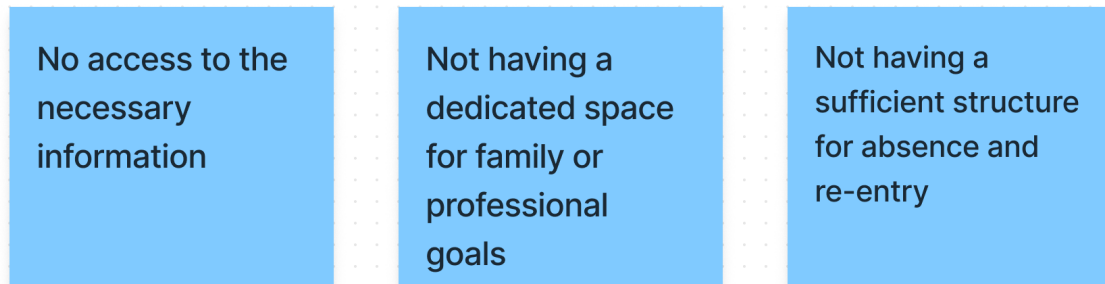 No access to the
necessary
information
Not having a
dedicated space
for family or
professional
goals
Not having a
sufficient structure
for absence and
re-entry